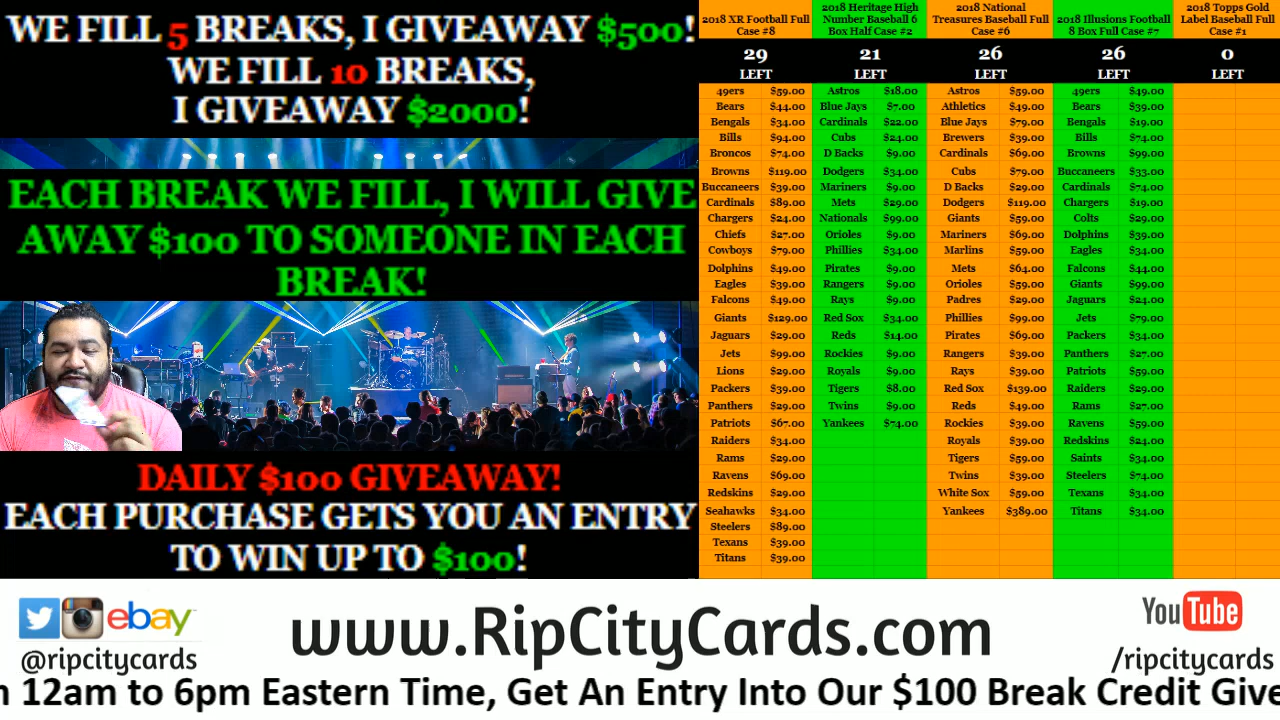 WE FILL 5 BREAKS, I GIVEAWAY $500!
WE FILL 10 BREAKS,
I GIVEAWAY $2000!
EACH BREAK WE FILL, I WILL GIVE
AWAY $100 TO SOMEONE IN EACH
BREAK!
DAILY $100 GIVEAWAY!
EACH PURCHASE GETS YOU AN ENTRY
TO WIN UP TO $100!
2018 XR Football Full
Case #8
29
LEFT
49ers $59.00
Bears $44.00
Bengals $34.00
Bills $94.00
Broncos $74.00
Browns $119.00
Buccaneers $39.00
Cardinals $89.00
Chargers $24.00
Chiefs $27.00
Cowboys $79.00
Dolphins $49.00
Eagles $39.00
Falcons $49.00
Giants $129.00
Jaguars $29.00
Jets $99.00
Lions $29.00
Packers $39.00
Panthers $29.00
Patriots $67.00
Raiders $34.00
Rams $29.00
Ravens $69.00
Redskins $29.00
Seahawks $34.00
Steelers $89.00
Texans $39.00
Titans $39.00
2018 Heritage High
Number Baseball 6
Box Half Case #2
21
LEFT
Astros $18.00
Blue Jays $7.00
Cardinals $22.00
Cubs $24.00
D Backs $9.00
Dodgers $34.00
Mariners $9.00
Mets $29.00
Nationals $99.00
Orioles $9.00
Phillies $34.00
Pirates $9.00
Rangers $9.00
Rays $9.00
Red Sox $34.00
Reds $14.00
Rockies $9.00
Royals $9.00
Tigers $8.00
Twins $9.00
Yankees $74.00
2018 National
Treasures Baseball Full
Case #6
26
LEFT
Astros $59.00
Athletics $49.00
Blue Jays $79.00
Brewers $39.00
Cardinals $69.00
Cubs $79.00
D Backs $29.00
Dodgers $119.00
Giants $59.00
Mariners $69.00
Marlins $59.00
Mets $64.00
Orioles $59.00
Padres $29.00
Phillies $99.00
Pirates $69.00
Rangers $39.00
Rays $39.00
Red Sox $139.00
Reds $49.00
Rockies $39.00
Royals $39.00
Tigers $59.00
Twins $39.00
White Sox $59.00
Yankees $389.00
2018 Illusions Football
8 Box Full Case #7
26
LEFT
49ers $49.00
Bears $39.00
Bengals $19.00
Bills $74.00
Browns $99.00
Buccaneers $33.00
Cardinals $74.00
Chargers $19.00
Colts $29.00
Dolphins $39.00
Eagles $34.00
Falcons $44.00
Giants $99.00
Jaguars $24.00
Jets $79.00
Packers $34.00
Panthers $27.00
Patriots $59.00
Raiders $29.00
Rams $27.00
Ravens $59.00
Redskins $24.00
Saints $34.00
Steelers $74.00
Texans $34.00
Titans $34.00
2018 Topps Gold
Label Baseball Full
Case #1
0
LEFT
ebay
@ripcitycards
www.RipCityCards.com
YouTube
/ripcitycards
12am to 6pm Eastern Time, Get An Entry Into Our $100 Break Credit Give